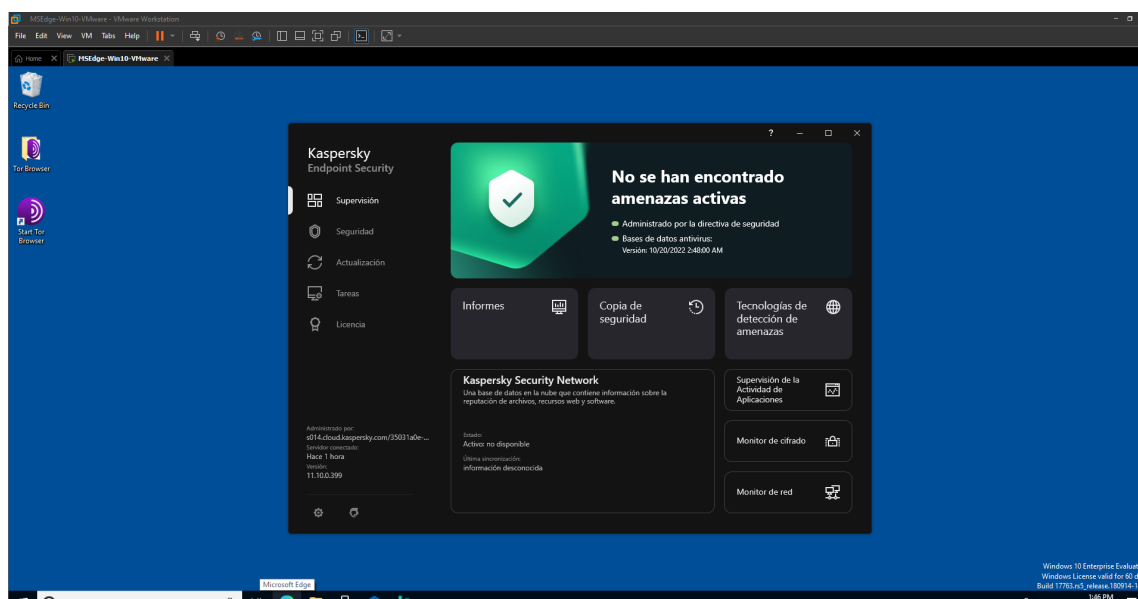 MSEdge-Win10-VMware - VMware Workstation
File Edit View VM Tabs Help
Home
MSEdge-Win10-VMware
Recycle Bin
Tor Browser
Start Tor
Browser
Kaspersky
Endpoint Security
Supervisión
Seguridad
Actualización
Tareas
Licencia
Administrado por:
s014.cloud.kaspersky.com/35031a0e-...
Servidor conectado:
Hace 1 hora
Versión:
11.10.0.399
?
No se han encontrado
amenazas activas
Administrado por la directiva de seguridad
Bases de datos antivirus:
Versión: 10/20/2022 2:48:00 AM
Informes
Copia de
seguridad
Tecnologías de
detección de
amenazas
Kaspersky Security Network
Una base de datos en la nube que contiene información sobre la
reputación de archivos, recursos web y software.
Estado:
Activo: no disponible
Última sincronización:
información desconocida
Supervisión de la
Actividad de
Aplicaciones
Monitor de cifrado
Monitor de red
Microsoft Edge
Windows 10 Enterprise Evaluat
Windows License valid for 60 d
Build 17763.rs5_release.180914-1
1:46 PM